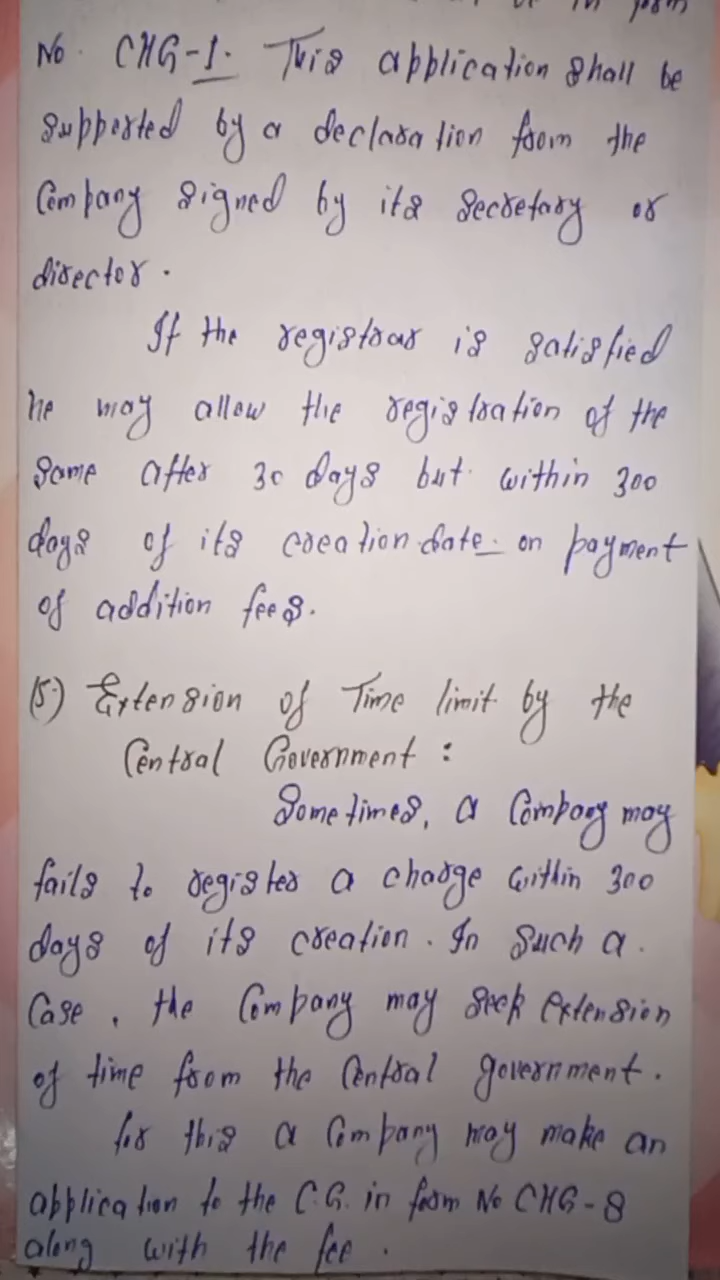 be in form
No. CHG-1. This application shall be
supported by a declaration from the
Company signed by its secretary or
director.
If the registrar is satisfied
he may allow the registration of the
same after 30 days but within 300
days of its creation date on payment
of addition fees.
(5) Extension of Time limit by the
Central Government :
Sometimes, a Company may
fails to register a charge within 300
days of its creation. In such a
Case, the Company may seek extension
of time from the Central government.
for this a Company may make an
application to the C.G. in form No CHG-8
along with the fee.